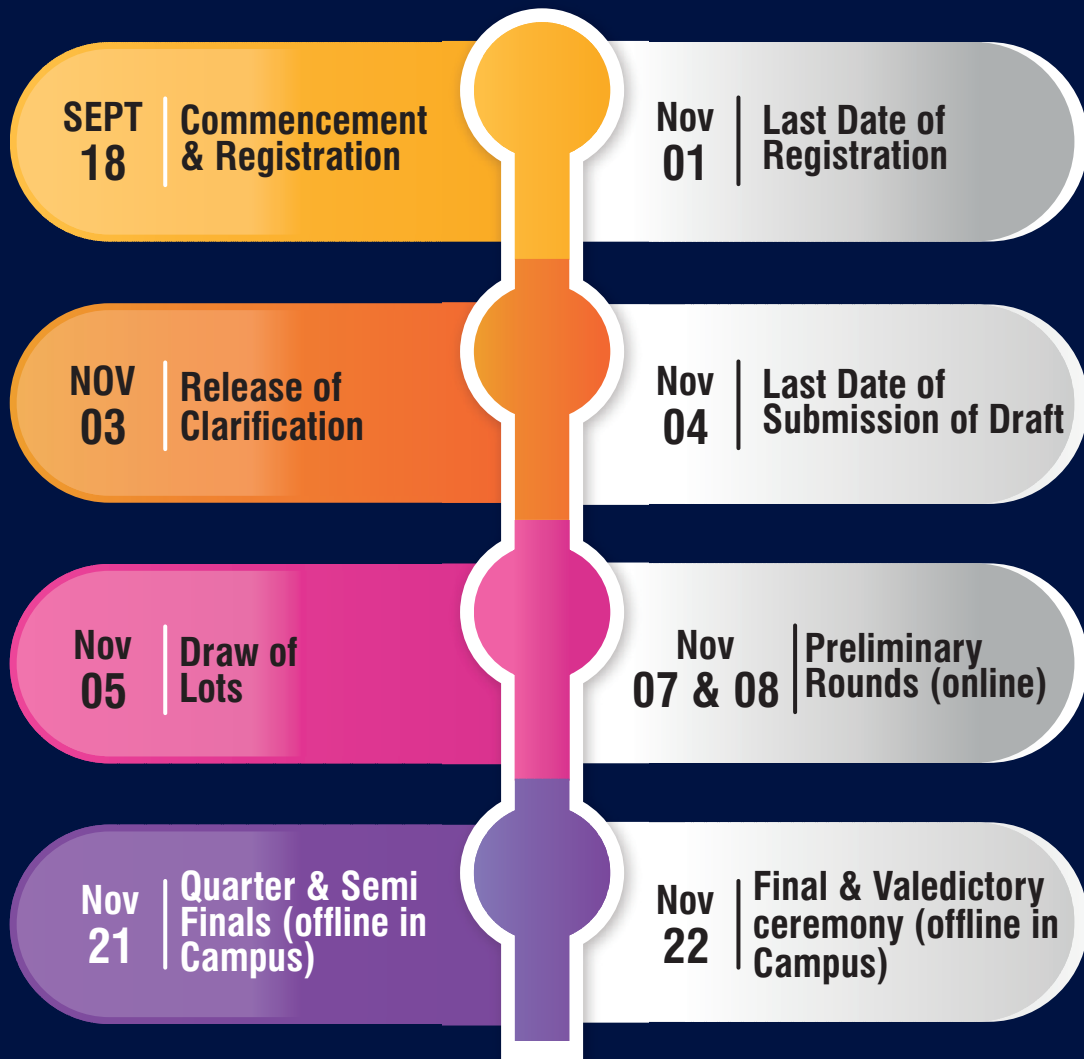 SEPT
18
Commencement
& Registration
Nov
01
Last Date of
Registration
NOV
03
Release of
Clarification
Nov
04
Last Date of
Submission of Draft
Nov
05
Draw of
Lots
Nov
07 & 08
Preliminary
Rounds (online)
Nov
21
Quarter & Semi
Finals (offline in
Campus)
Nov
22
Final & Valedictory
ceremony (offline in
Campus)